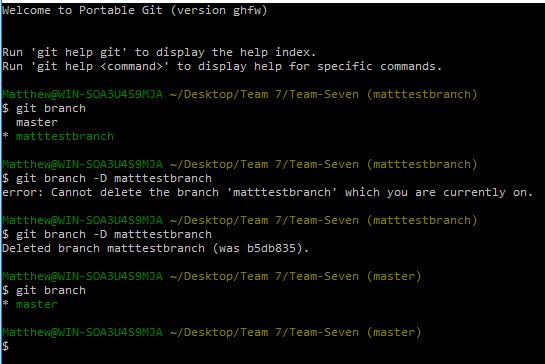 Welcome to Portable Git (version ghfw)
Run 'git help git' to display the help index.
Run 'git help <command>' to display help for specific commands.
Matthew@WIN-SOA3U4S9MJA ~/Desktop/Team 7/Team-Seven (matttestbranch)
$ git branch
  master
* matttestbranch
Matthew@WIN-SOA3U4S9MJA ~/Desktop/Team 7/Team-Seven (matttestbranch)
$ git branch -D matttestbranch
error: Cannot delete the branch 'matttestbranch' which you are currently on.
Matthew@WIN-SOA3U4S9MJA ~/Desktop/Team 7/Team-Seven (matttestbranch)
$ git branch -D matttestbranch
Deleted branch matttestbranch (was b5db835).
Matthew@WIN-SOA3U4S9MJA ~/Desktop/Team 7/Team-Seven (master)
$ git branch
* master
Matthew@WIN-SOA3U4S9MJA ~/Desktop/Team 7/Team-Seven (master)
$